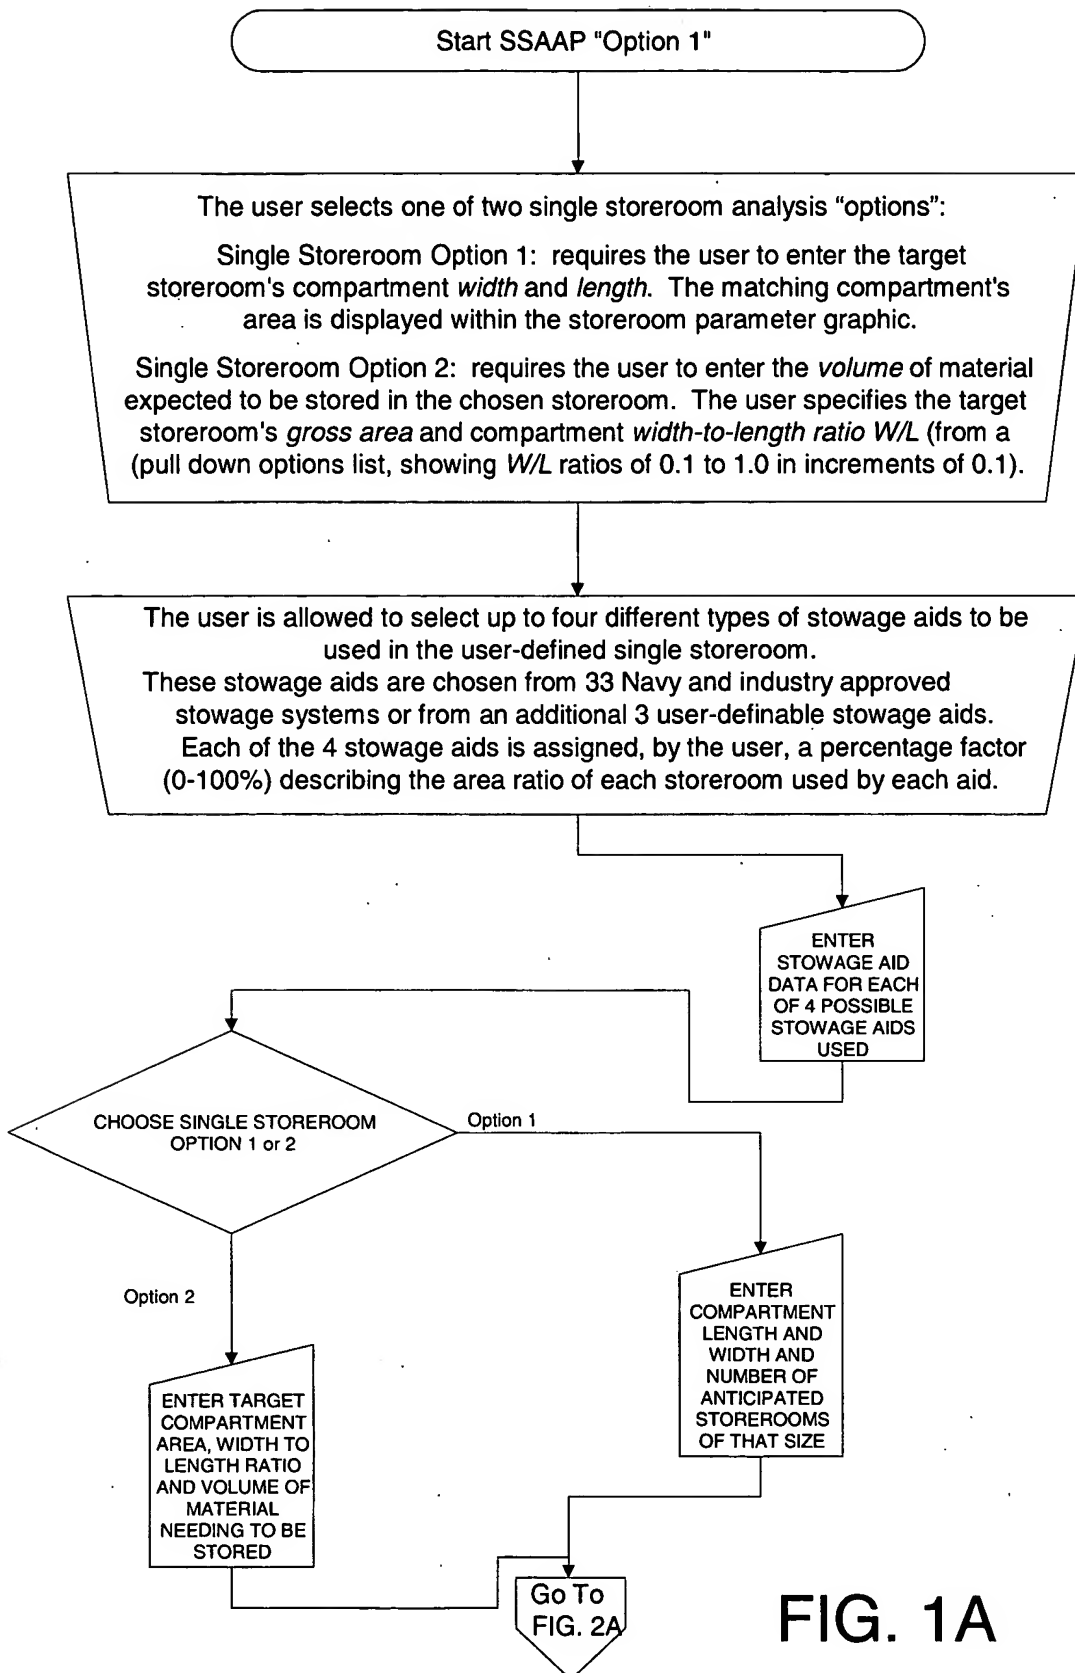 Start SSAAP "Option 1"
The user selects one of two single storeroom analysis "options":
Single Storeroom Option 1: requires the user to enter the target
storeroom's compartment width and length. The matching compartment's
area is displayed within the storeroom parameter graphic.
Single Storeroom Option 2: requires the user to enter the volume of material
expected to be stored in the chosen storeroom. The user specifies the target
storeroom's gross area and compartment width-to-length ratio W/L (from a
(pull down options list, showing W/L ratios of 0.1 to 1.0 in increments of 0.1).
The user is allowed to select up to four different types of stowage aids to be
used in the user-defined single storeroom.
These stowage aids are chosen from 33 Navy and industry approved
stowage systems or from an additional 3 user-definable stowage aids.
Each of the 4 stowage aids is assigned, by the user, a percentage factor
(0-100%) describing the area ratio of each storeroom used by each aid.
ENTER
STOWAGE AID
DATA FOR EACH
OF 4 POSSIBLE
STOWAGE AIDS
USED
CHOOSE SINGLE STOREROOM
OPTION 1 or 2
Option 1
Option 2
ENTER
COMPARTMENT
LENGTH AND
WIDTH AND
NUMBER OF
ANTICIPATED
STOREROOMS
OF THAT SIZE
ENTER TARGET
COMPARTMENT
AREA, WIDTH TO
LENGTH RATIO
AND VOLUME OF
MATERIAL
NEEDING TO BE
STORED
Go To
FIG. 2A
FIG. 1A